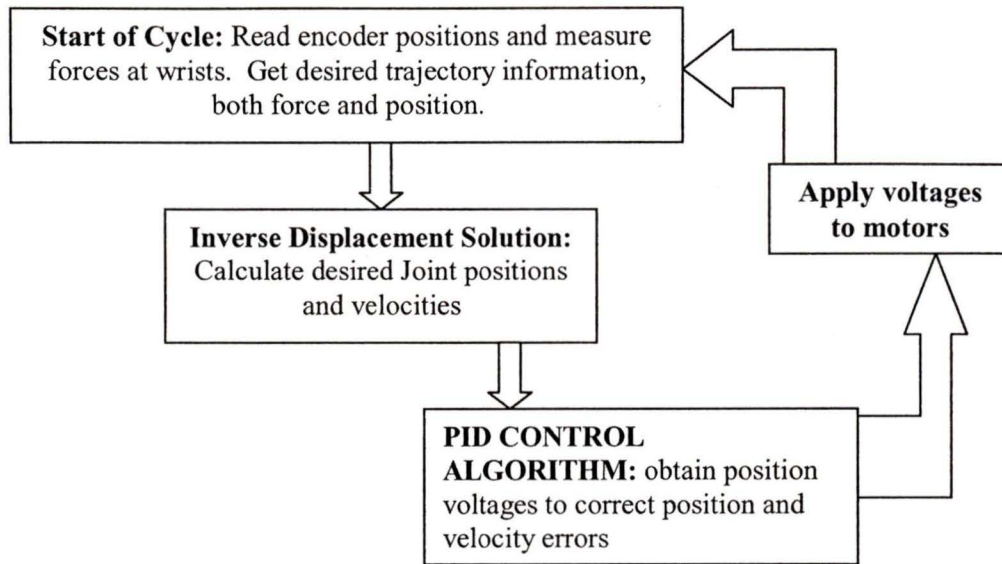 Start of Cycle: Read encoder positions and measure
forces at wrists. Get desired trajectory information,
both force and position.
Apply voltages
to motors
Inverse Displacement Solution:
Calculate desired Joint positions
and velocities
PID CONTROL
ALGORITHM: obtain position
voltages to correct position and
velocity errors